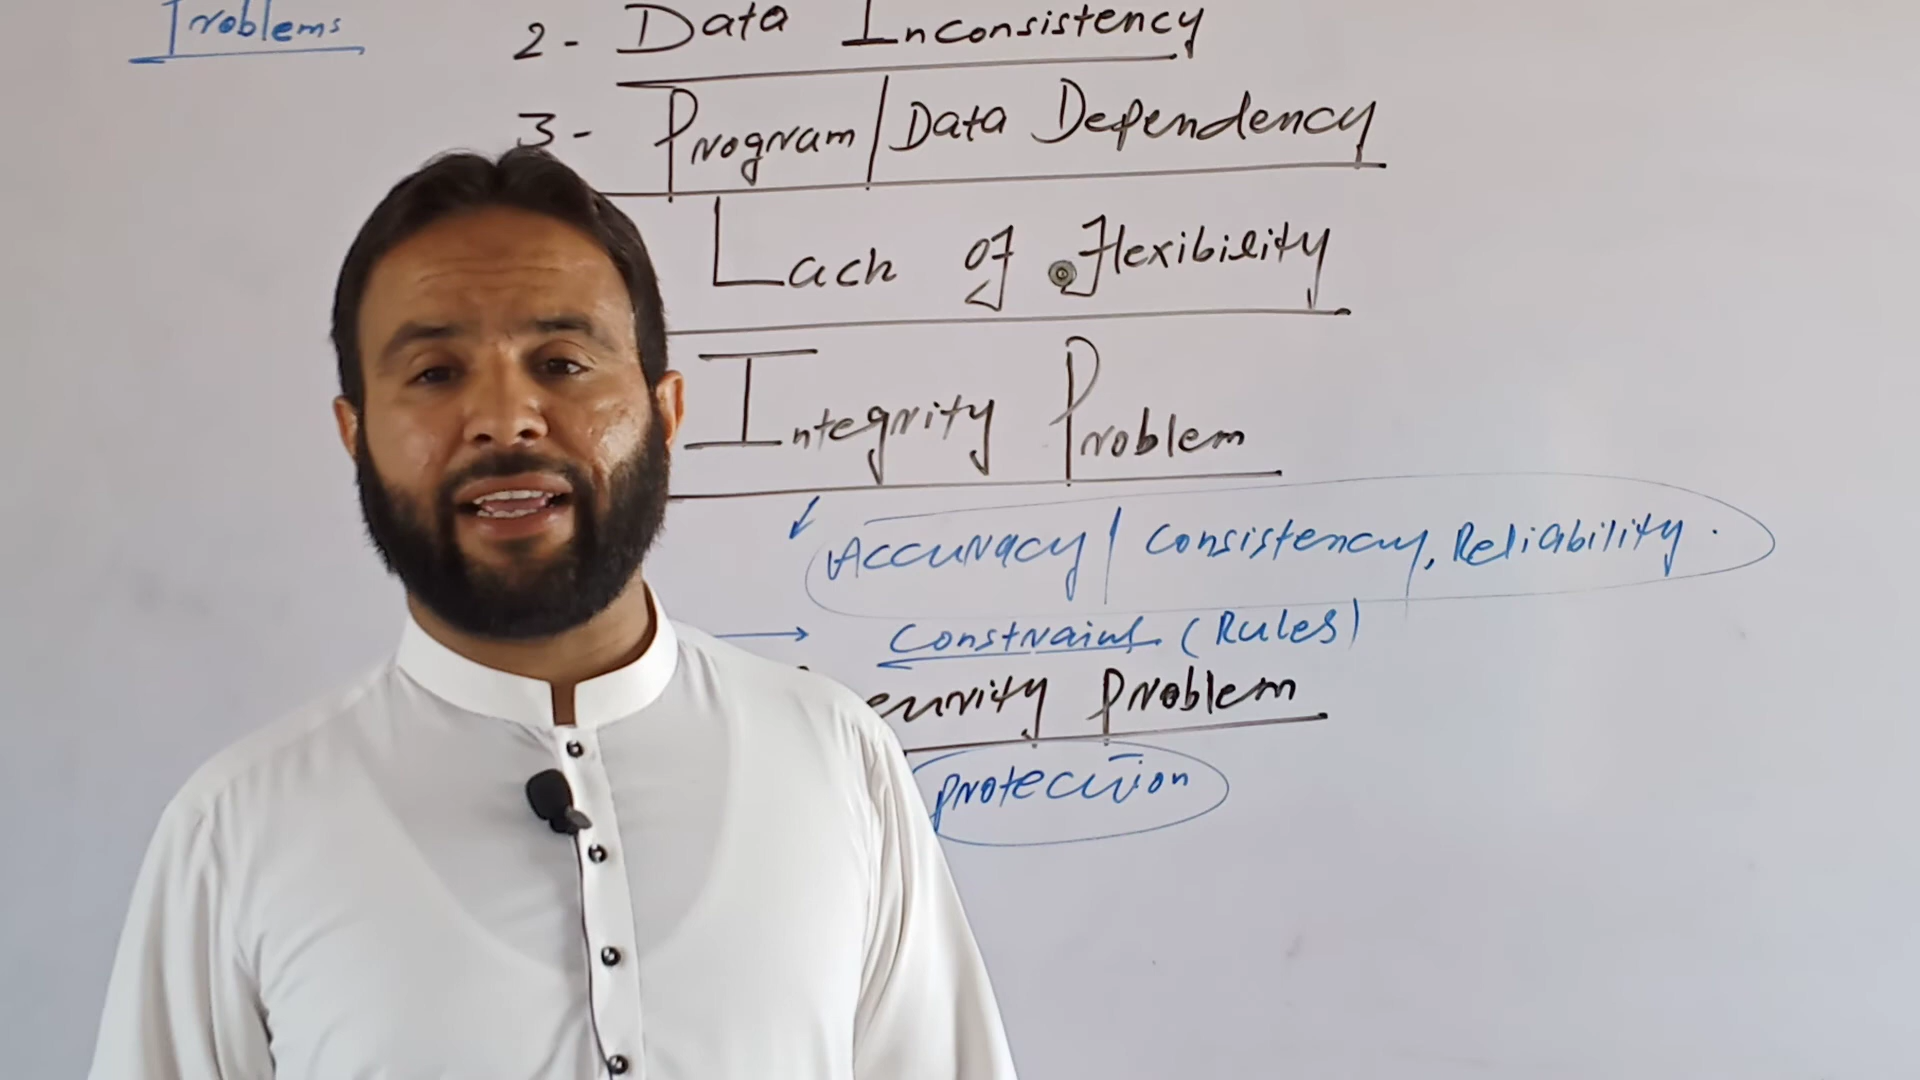 Problems
2- Data Inconsistency
3- Program/Data Dependency
Lack of Flexibility
Integrity Problem
Accuracy/Consistency, Reliability.
Constraint (Rules)
ecurity Problem
Protection